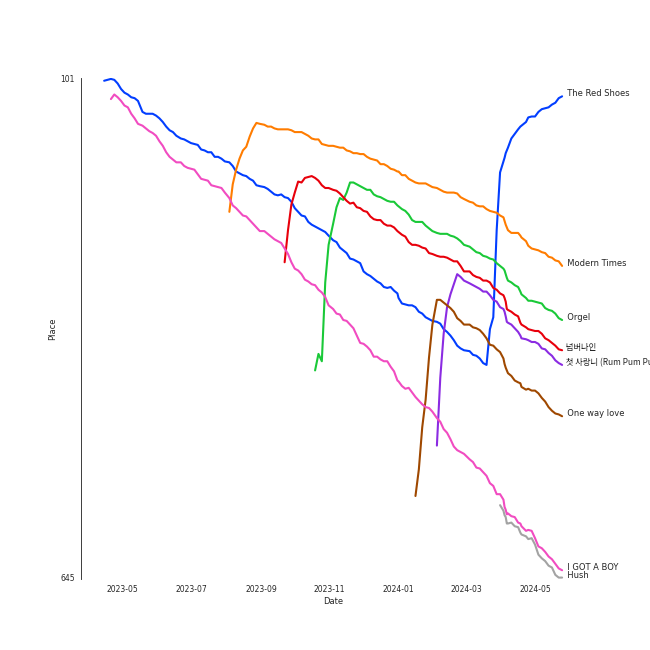 101
The Red Shoes
Modern Times
Orgel
넘버나인
첫 사랑니 (Rum Pum Pu
One way love
I GOT A BOY
Hush
645
Place
2023-05 2023-07 2023-09 2023-11 2024-01 2024-03 2024-05
Date